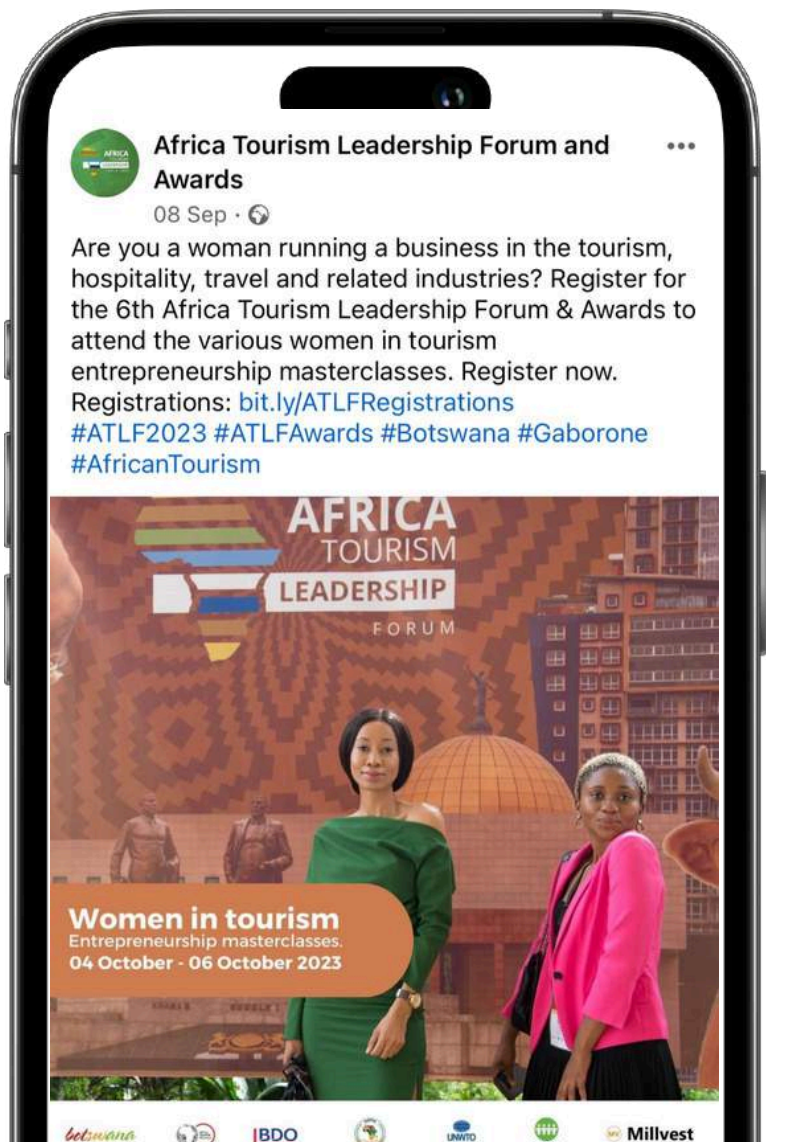 Africa Tourism Leadership Forum and
Awards
08 Sep ·
Are you a woman running a business in the tourism,
hospitality, travel and related industries? Register for
the 6th Africa Tourism Leadership Forum & Awards to
attend the various women in tourism
entrepreneurship masterclasses. Register now.
Registrations: bit.ly/ATLFRegistrations
#ATLF2023 #ATLFAwards #Botswana #Gaborone
#AfricanTourism
AFRICA
TOURISM
LEADERSHIP
FORUM
Women in tourism
Entrepreneurship masterclasses.
04 October - 06 October 2023
botswana
BDO
UNWTO
Millvest